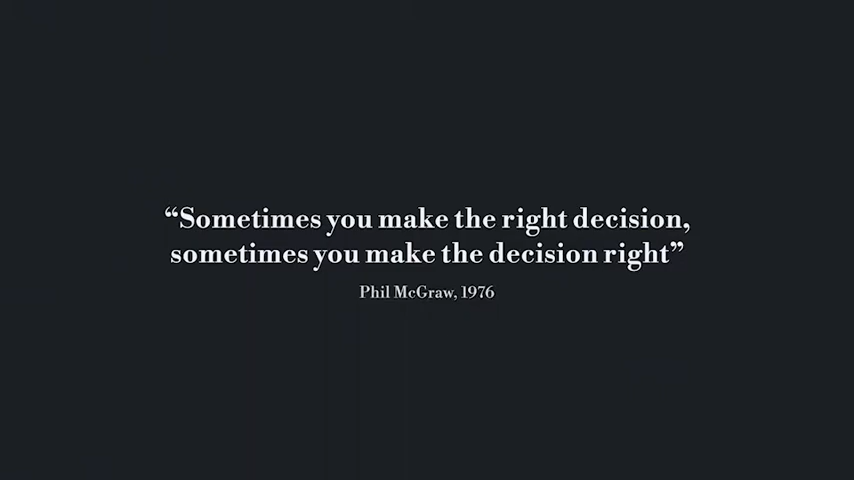 “Sometimes you make the right decision,
sometimes you make the decision right”
Phil McGraw, 1976